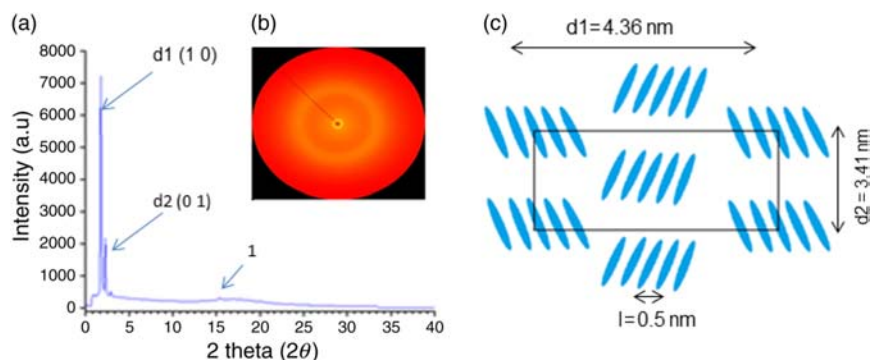 (a)
8000
7000
6000
5000
4000
3000
2000
1000
0
Intensity (a.u)
d1 (1 0)
d2 (0 1)
1
0
5
10
15
20
25
30
35
40
2 theta (2θ)
(b)
(c)
d1=4.36 nm
d2 = 3.41 nm
l = 0.5 nm